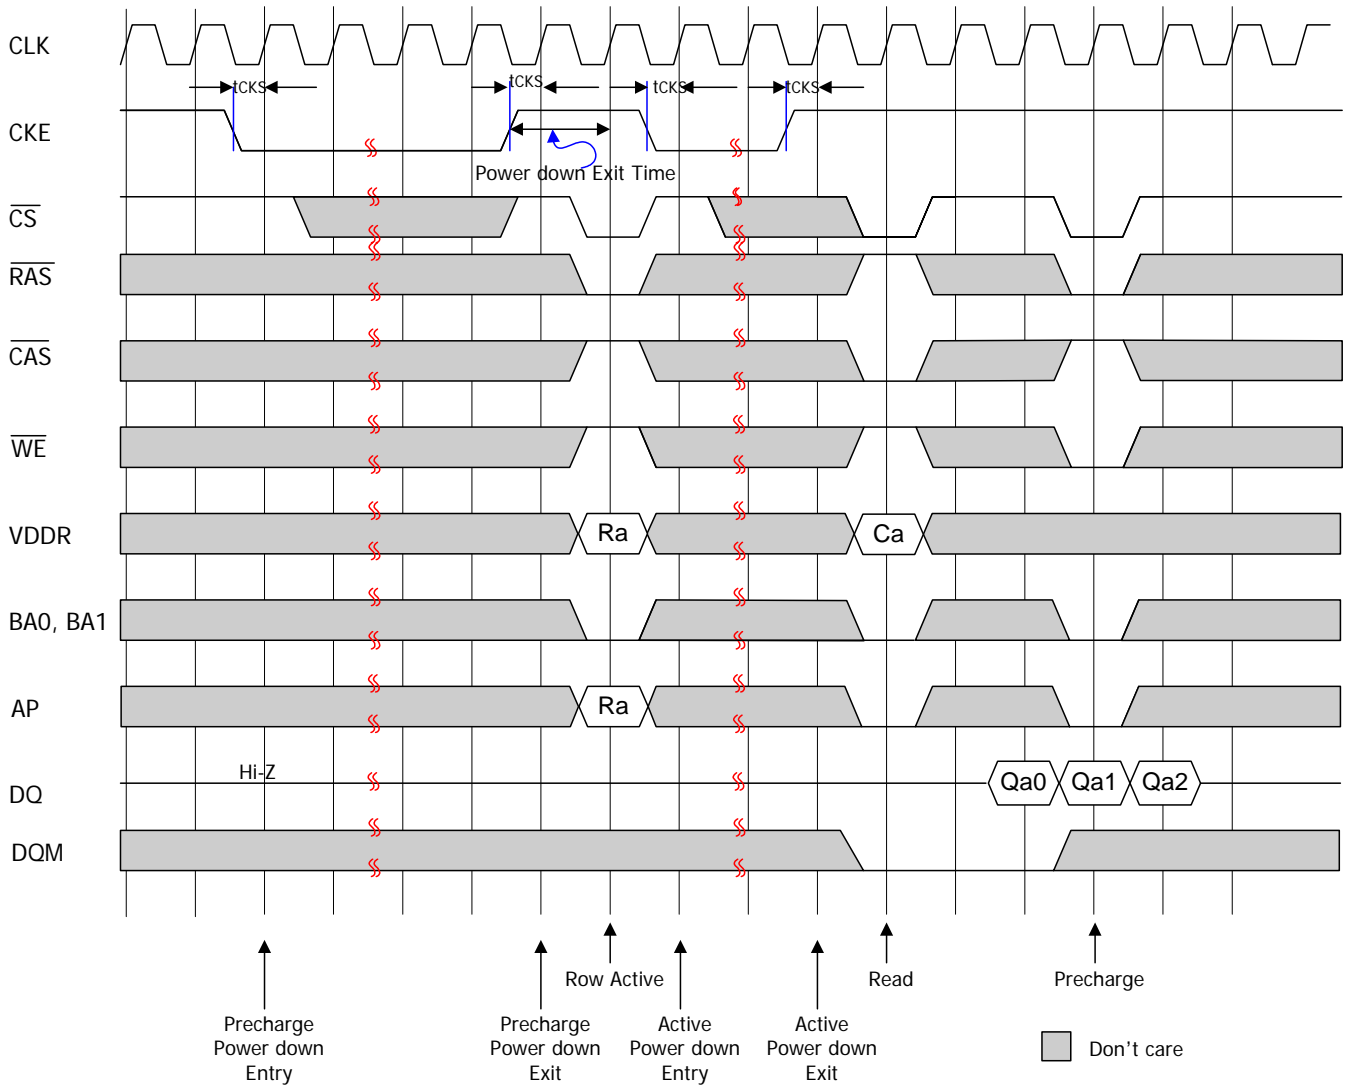 CLK
tCKS
tCKS
tCKS
tCKS
CKE
Power down Exit Time
CS
RAS
CAS
WE
VDDR
Ra
Ca
BA0, BA1
AP
Ra
Hi-Z
DQ
Qa0
Qa1
Qa2
DQM
Row Active
Read
Precharge
Precharge
Power down
Entry
Precharge
Power down
Exit
Active
Power down
Entry
Active
Power down
Exit
Don't care